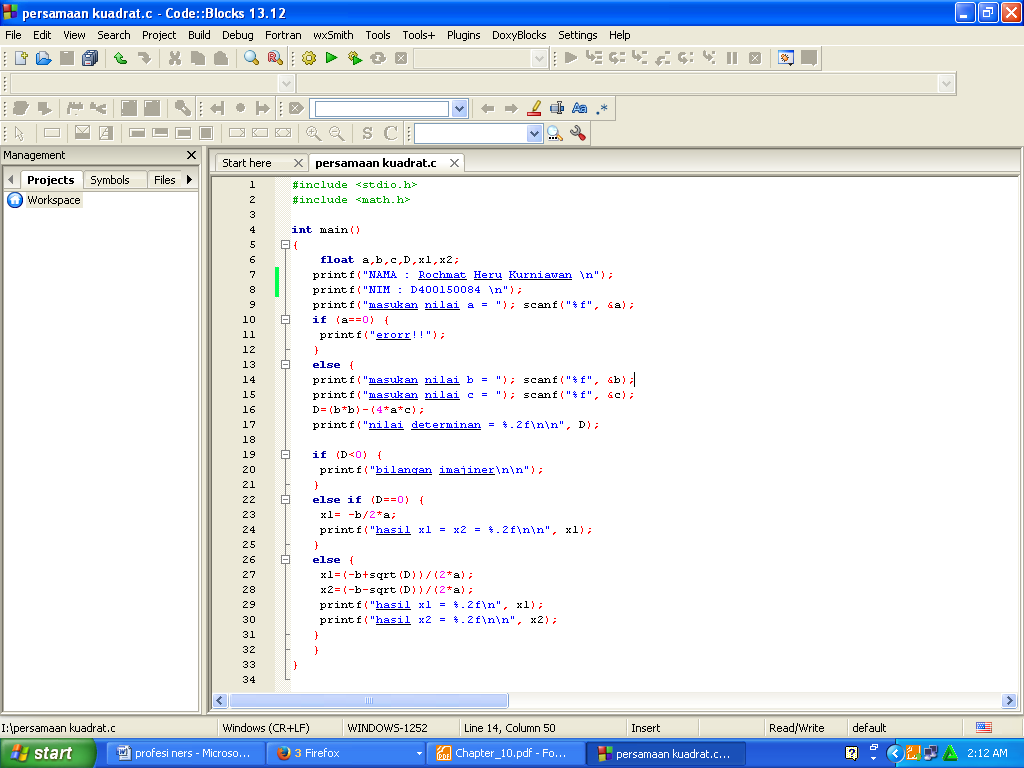 persamaan kuadrat.c - Code::Blocks 13.12
File Edit View Search Project Build Debug Fortran wxSmith Tools Tools+ Plugins DoxyBlocks Settings Help
Aa .*
S C
Management
Start here persamaan kuadrat.c
Projects Symbols Files
Workspace
1 #include <stdio.h>
2 #include <math.h>
3
4 int main()
5 {
6 float a,b,c,D,x1,x2;
7 printf("NAMA : Rochmat Heru Kurniawan \n");
8 printf("NIM : D400150084 \n");
9 printf("masukan nilai a = "); scanf("%f", &a);
10 if (a==0) {
11 printf("erorr!!");
12 }
13 else {
14 printf("masukan nilai b = "); scanf("%f", &b);
15 printf("masukan nilai c = "); scanf("%f", &c);
16 D=(b*b)-(4*a*c);
17 printf("nilai determinan = %.2f\n\n", D);
18
19 if (D<0) {
20 printf("bilangan imajiner\n\n");
21 }
22 else if (D==0) {
23 x1= -b/2*a;
24 printf("hasil x1 = x2 = %.2f\n\n", x1);
25 }
26 else {
27 x1=(-b+sqrt(D))/(2*a);
28 x2=(-b-sqrt(D))/(2*a);
29 printf("hasil x1 = %.2f\n", x1);
30 printf("hasil x2 = %.2f\n\n", x2);
31 }
32 }
33 }
34
I:\persamaan kuadrat.c Windows (CR+LF) WINDOWS-1252 Line 14, Column 50 Insert Read/Write default
start profesi ners - Microso... 3 Firefox Chapter_10.pdf - Fo... persamaan kuadrat.c... 2:12 AM